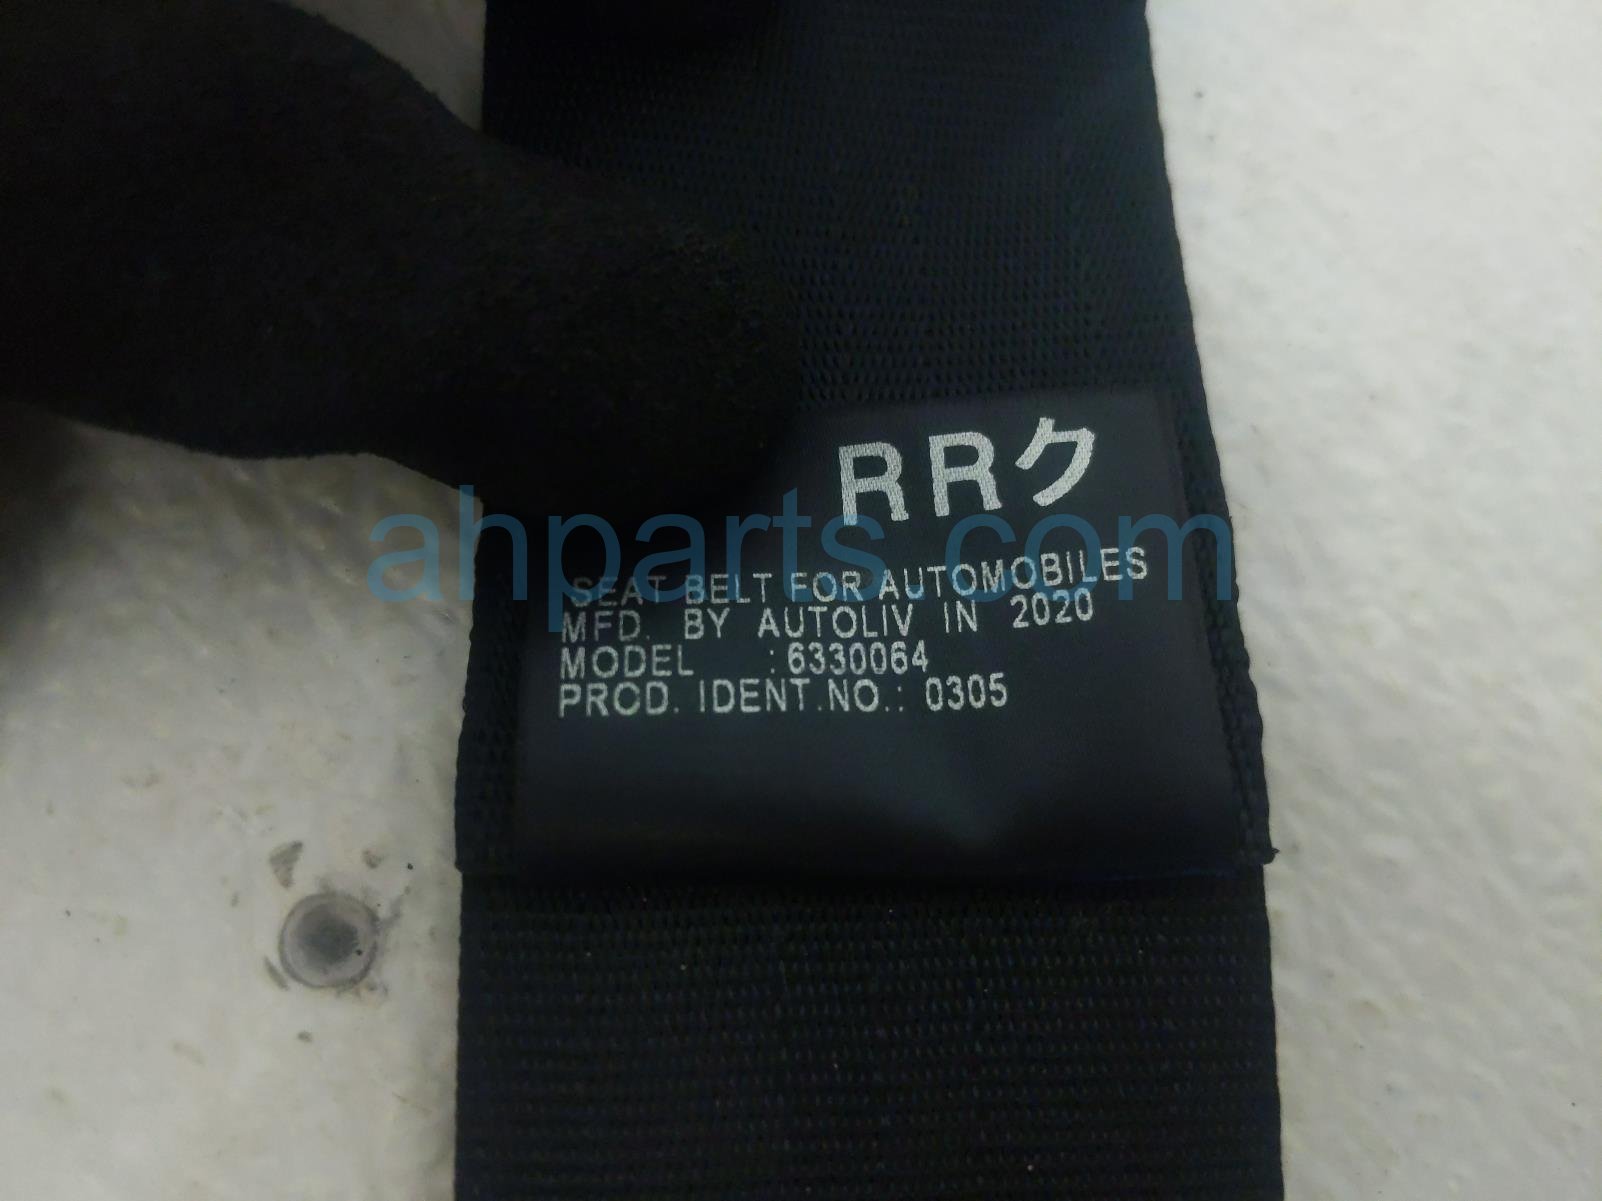 RRク
SEAT BELT FOR AUTOMOBILES
MFD. BY AUTOLIV IN 2020
MODEL :6330064
PROD. IDENT.NO.: 0305
ahparts.com